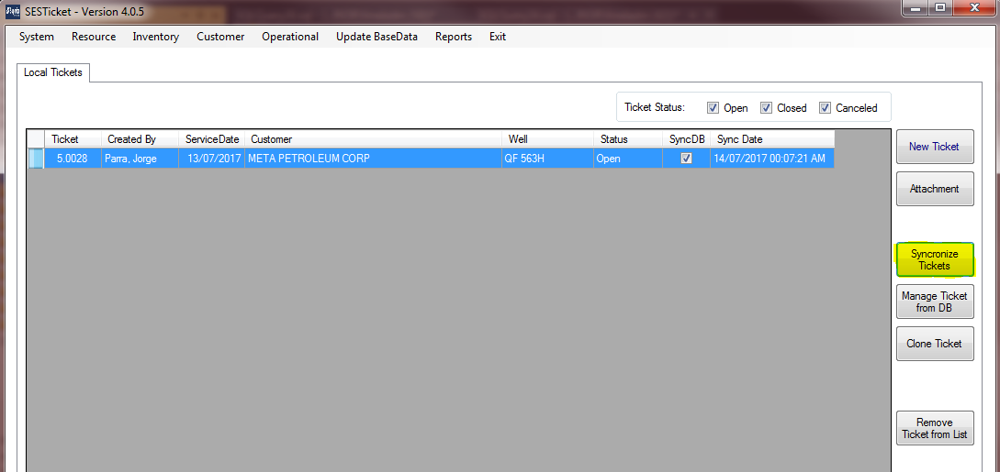 SESTicket - Version 4.0.5
System Resource Inventory Customer Operational Update BaseData Reports Exit
Local Tickets
Ticket Status: Open Closed Canceled
Ticket Created By ServiceDate Customer Well Status SyncDB Sync Date
5.0028 Parra, Jorge 13/07/2017 META PETROLEUM CORP QF 563H Open 14/07/2017 00:07:21 AM
New Ticket
Attachment
Syncronize
Tickets
Manage Ticket
from DB
Clone Ticket
Remove
Ticket from List